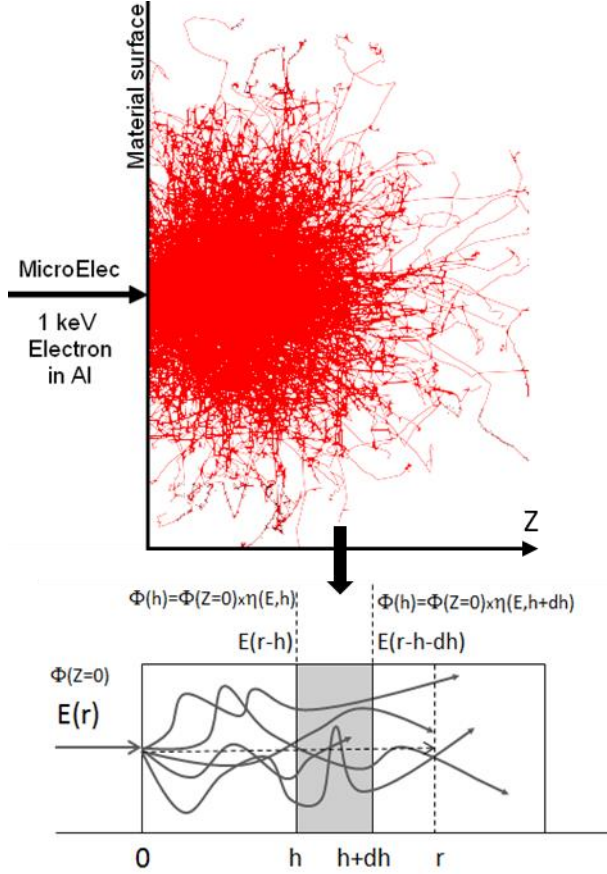 Material surface
MicroElec
1 keV
Electron
in Al
Z
Φ(h)=Φ(Z=0)xη(E,h)
Φ(h)=Φ(Z=0)xη(E,h+dh)
E(r-h)
E(r-h-dh)
Φ(Z=0)
E(r)
0
h
h+dh
r